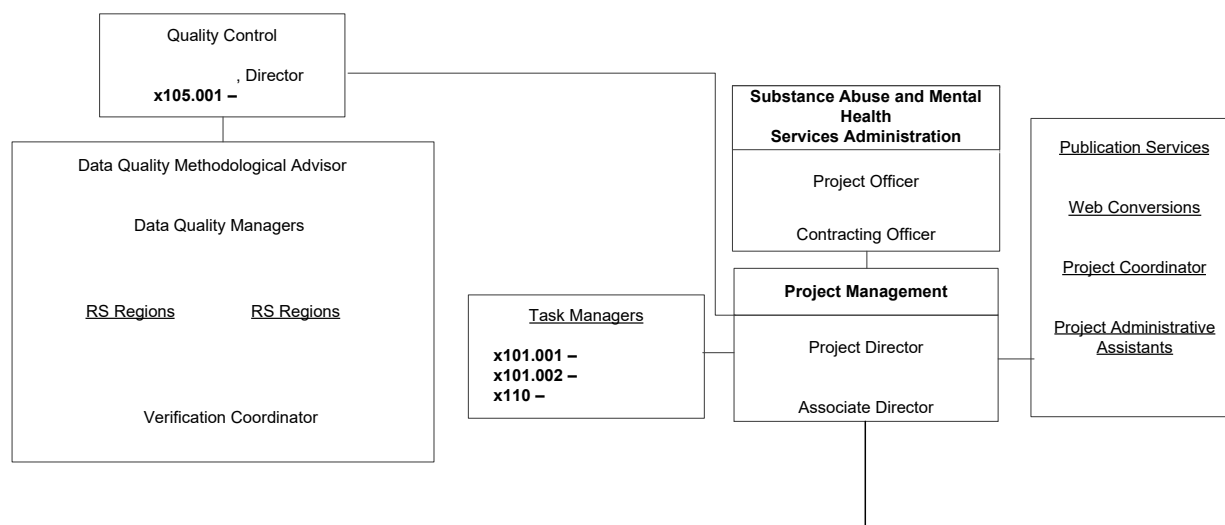 Quality Control
, Director
x105.001 –
Data Quality Methodological Advisor
Data Quality Managers
RS Regions RS Regions
Verification Coordinator
Substance Abuse and Mental
Health
Services Administration
Project Officer
Contracting Officer
Project Management
Project Director
Associate Director
Task Managers
x101.001 –
x101.002 –
x110 –
Publication Services
Web Conversions
Project Coordinator
Project Administrative
Assistants